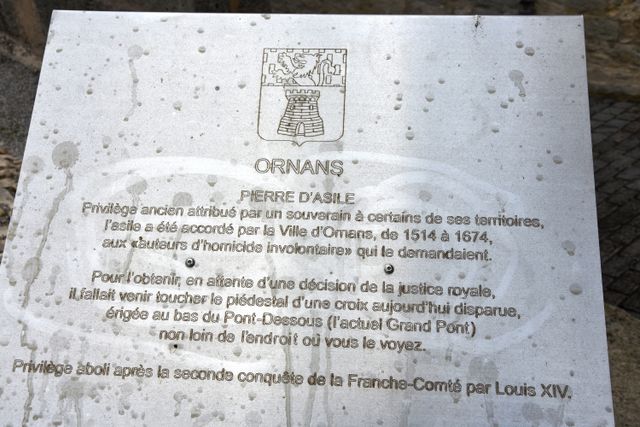 ORNANS
PIERRE D'ASILE
Privilège ancien attribué par un souverain à certains de ses territoires,
l'asile a été accordé par la Ville d'Ornans, de 1514 à 1674,
aux «auteurs d'homicide involontaire» qui le demandaient.
Pour l'obtenir, en attente d'une décision de la justice royale,
il fallait venir toucher le piédestal d'une croix aujourd'hui disparue,
érigée au bas du Pont-Dessous (l'actuel Grand Pont)
non loin de l'endroit où vous le voyez.
Privilège aboli après la seconde conquête de la Franche-Comté par Louis XIV.